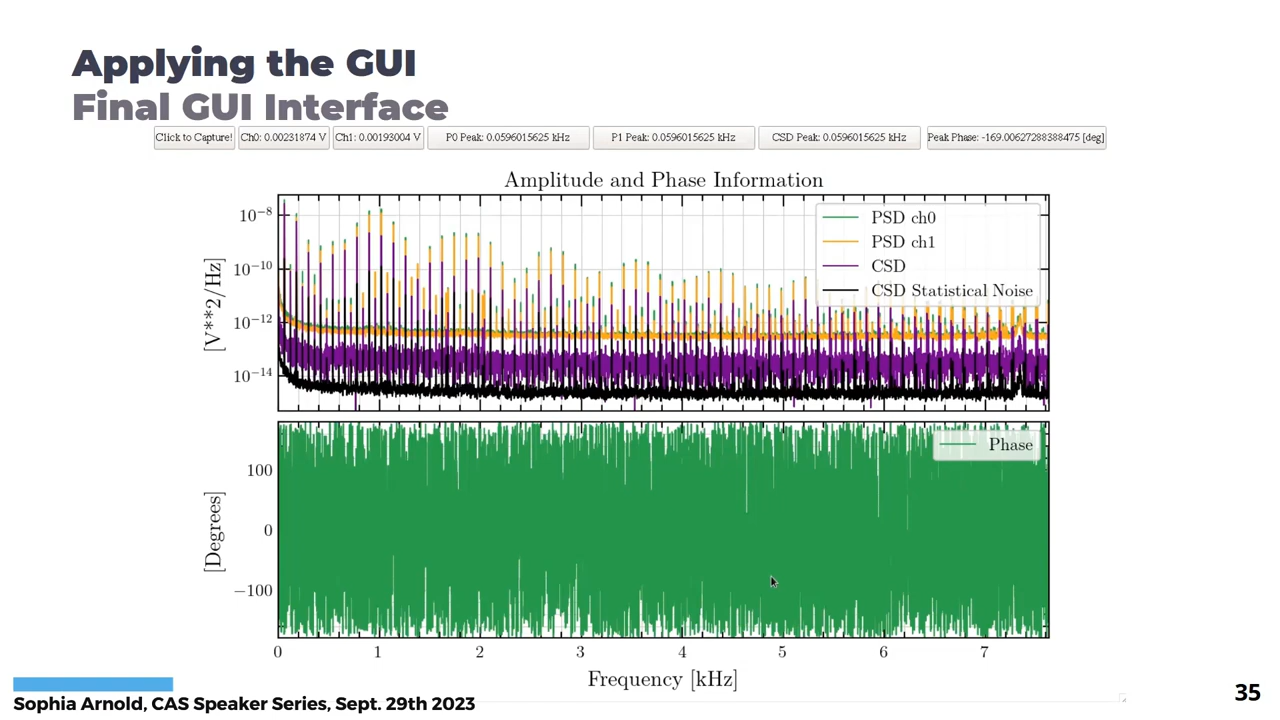 Applying the GUI
Final GUI Interface
Click to Capture! Ch0: 0.00231874 V Ch1: 0.00193004 V P0 Peak: 0.0596015625 kHz P1 Peak: 0.0596015625 kHz CSD Peak: 0.0596015625 kHz Peak Phase: -169.00627288388475 [deg]
Amplitude and Phase Information
PSD ch0
PSD ch1
CSD
CSD Statistical Noise
[V**2/Hz]
10⁻⁸
10⁻¹⁰
10⁻¹²
10⁻¹⁴
Phase
[Degrees]
100
0
−100
0 1 2 3 4 5 6 7
Frequency [kHz]
Sophia Arnold, CAS Speaker Series, Sept. 29th 2023
35